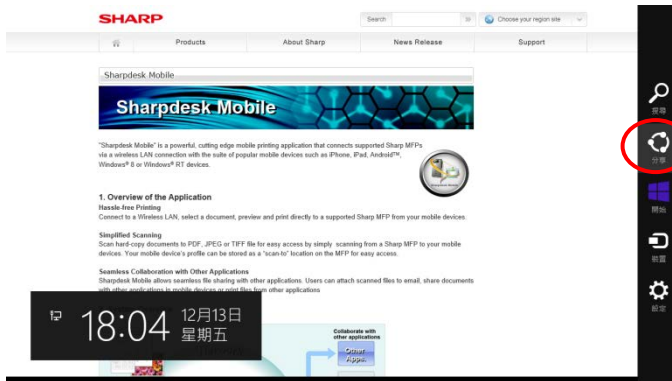 SHARP
Search
Choose your region site
Products
About Sharp
News Release
Support
Sharpdesk Mobile
Sharpdesk Mobile
"Sharpdesk Mobile" is a powerful, cutting edge mobile printing application that connects supported Sharp MFPs
via a wireless LAN connection with the suite of popular mobile devices such as iPhone, iPad, Android™,
Windows® 8 or Windows® RT devices.
1. Overview of the Application
Hassle-free Printing
Connect to a Wireless LAN, select a document, preview and print directly to a supported Sharp MFP from your mobile devices.
Simplified Scanning
Scan hard-copy documents to PDF, JPEG or TIFF file for easy access by simply scanning from a Sharp MFP to your mobile
devices. Your mobile device's profile can be stored as a "scan-to" location on the MFP for easy access.
Seamless Collaboration with Other Applications
Sharpdesk Mobile allows seamless file sharing with other applications. Users can attach scanned files to email, share documents
with other applications in mobile devices or print files from other applications
Collaborate with
other applications
Other
Apps.
18:04
12月13日
星期五
搜尋
分享
開始
裝置
設定